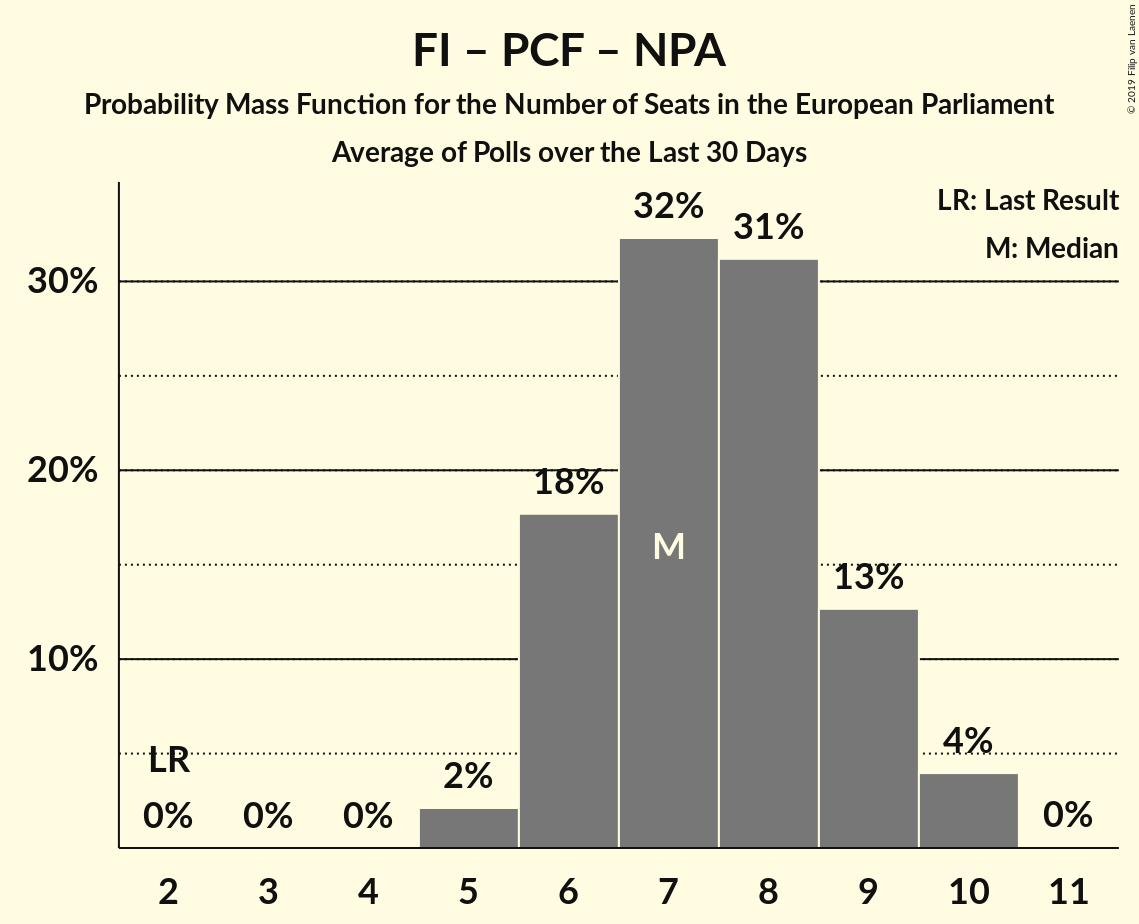 FI – PCF – NPA
Probability Mass Function for the Number of Seats in the European Parliament
Average of Polls over the Last 30 Days
© 2019 Filip van Laenen
LR: Last Result
M: Median
32%
31%
30%
20%
18%
M
13%
10%
LR
4%
2%
0% 0% 0% 0%
2 3 4 5 6 7 8 9 10 11